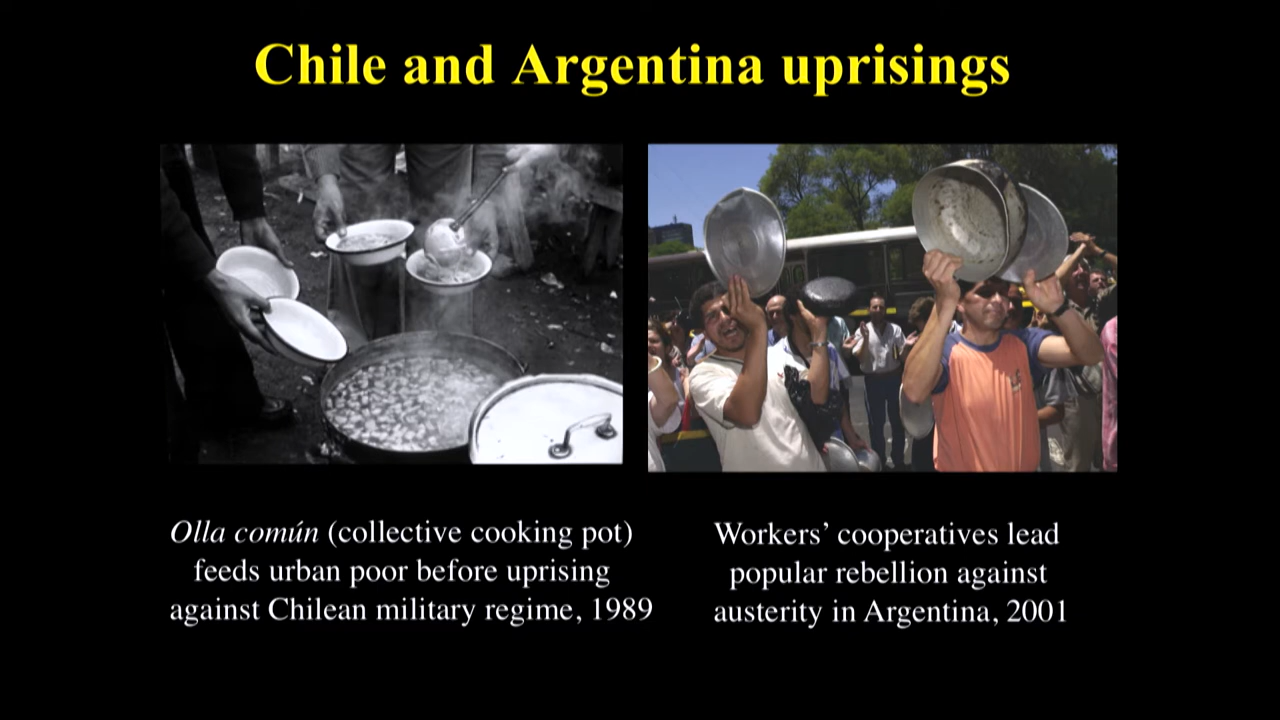 Chile and Argentina uprisings
Olla común (collective cooking pot)
feeds urban poor before uprising
against Chilean military regime, 1989
Workers’ cooperatives lead
popular rebellion against
austerity in Argentina, 2001